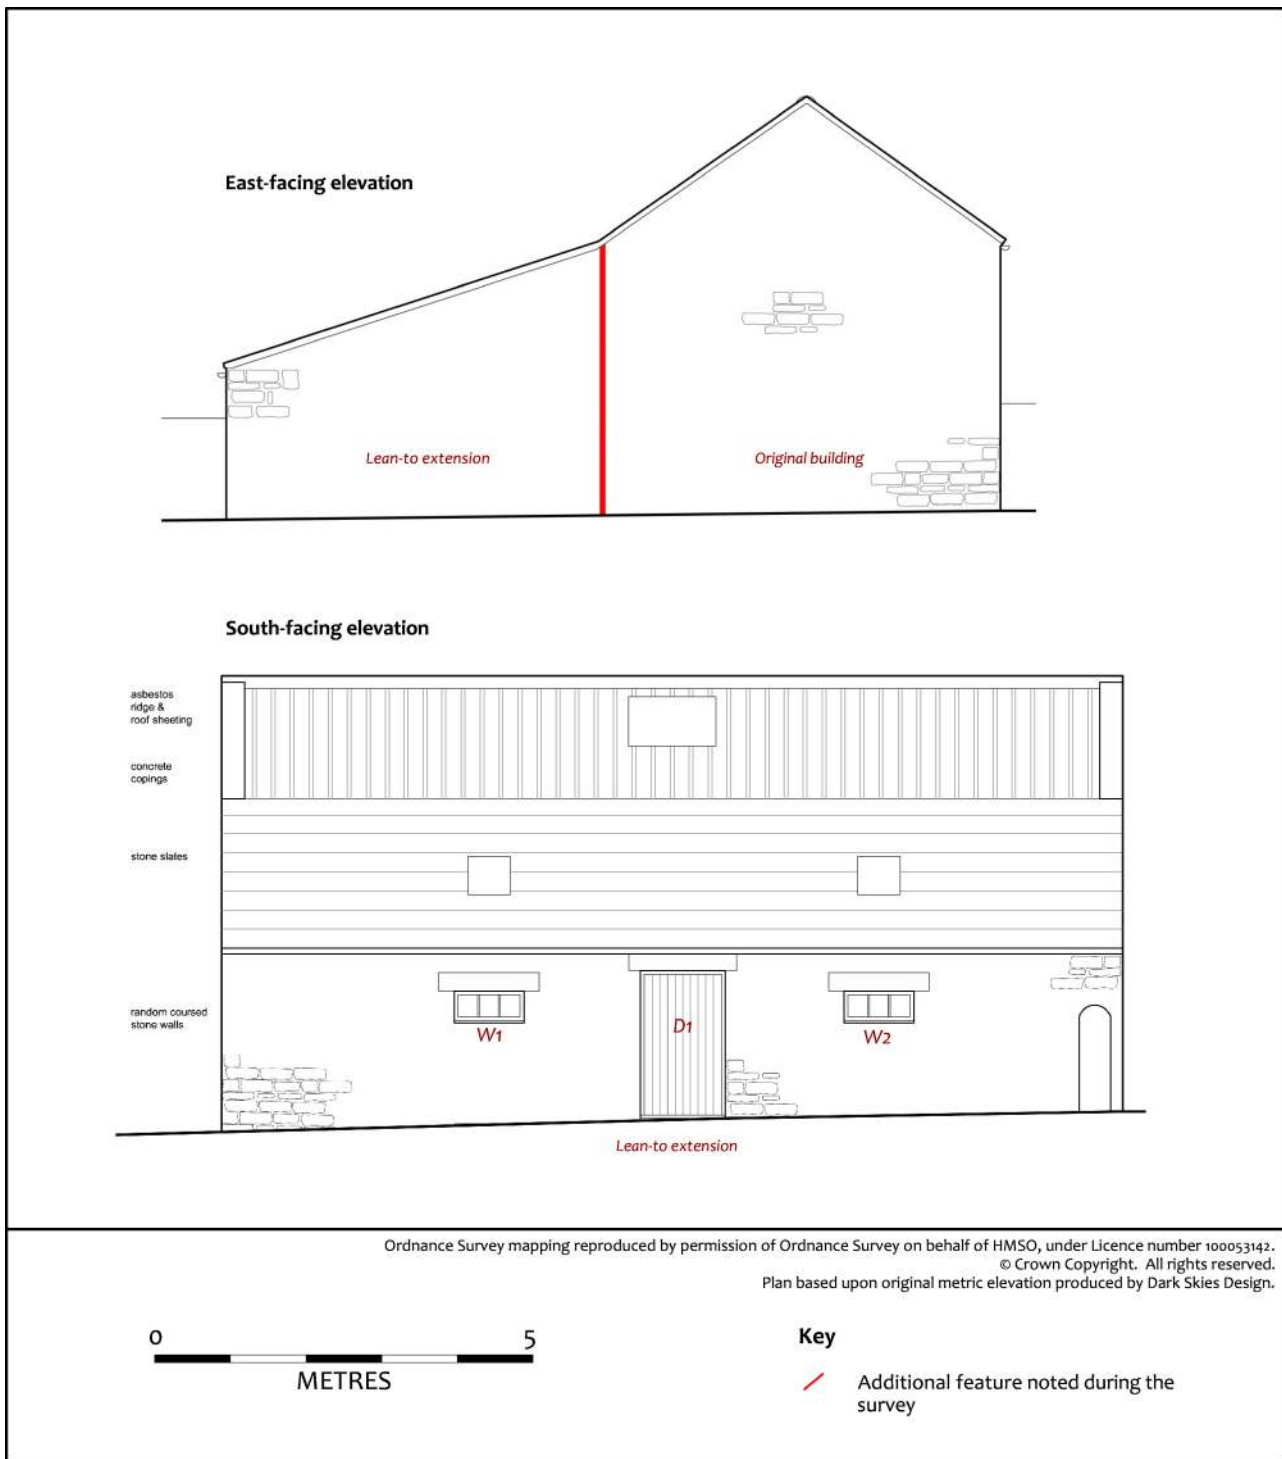 East-facing elevation
Lean-to extension
Original building
South-facing elevation
asbestos
ridge &
roof sheeting
concrete
copings
stone slates
random coursed
stone walls
W1
D1
W2
Lean-to extension
Ordnance Survey mapping reproduced by permission of Ordnance Survey on behalf of HMSO, under Licence number 100053142.
© Crown Copyright. All rights reserved.
Plan based upon original metric elevation produced by Dark Skies Design.
0 5
METRES
Key
Additional feature noted during the
survey